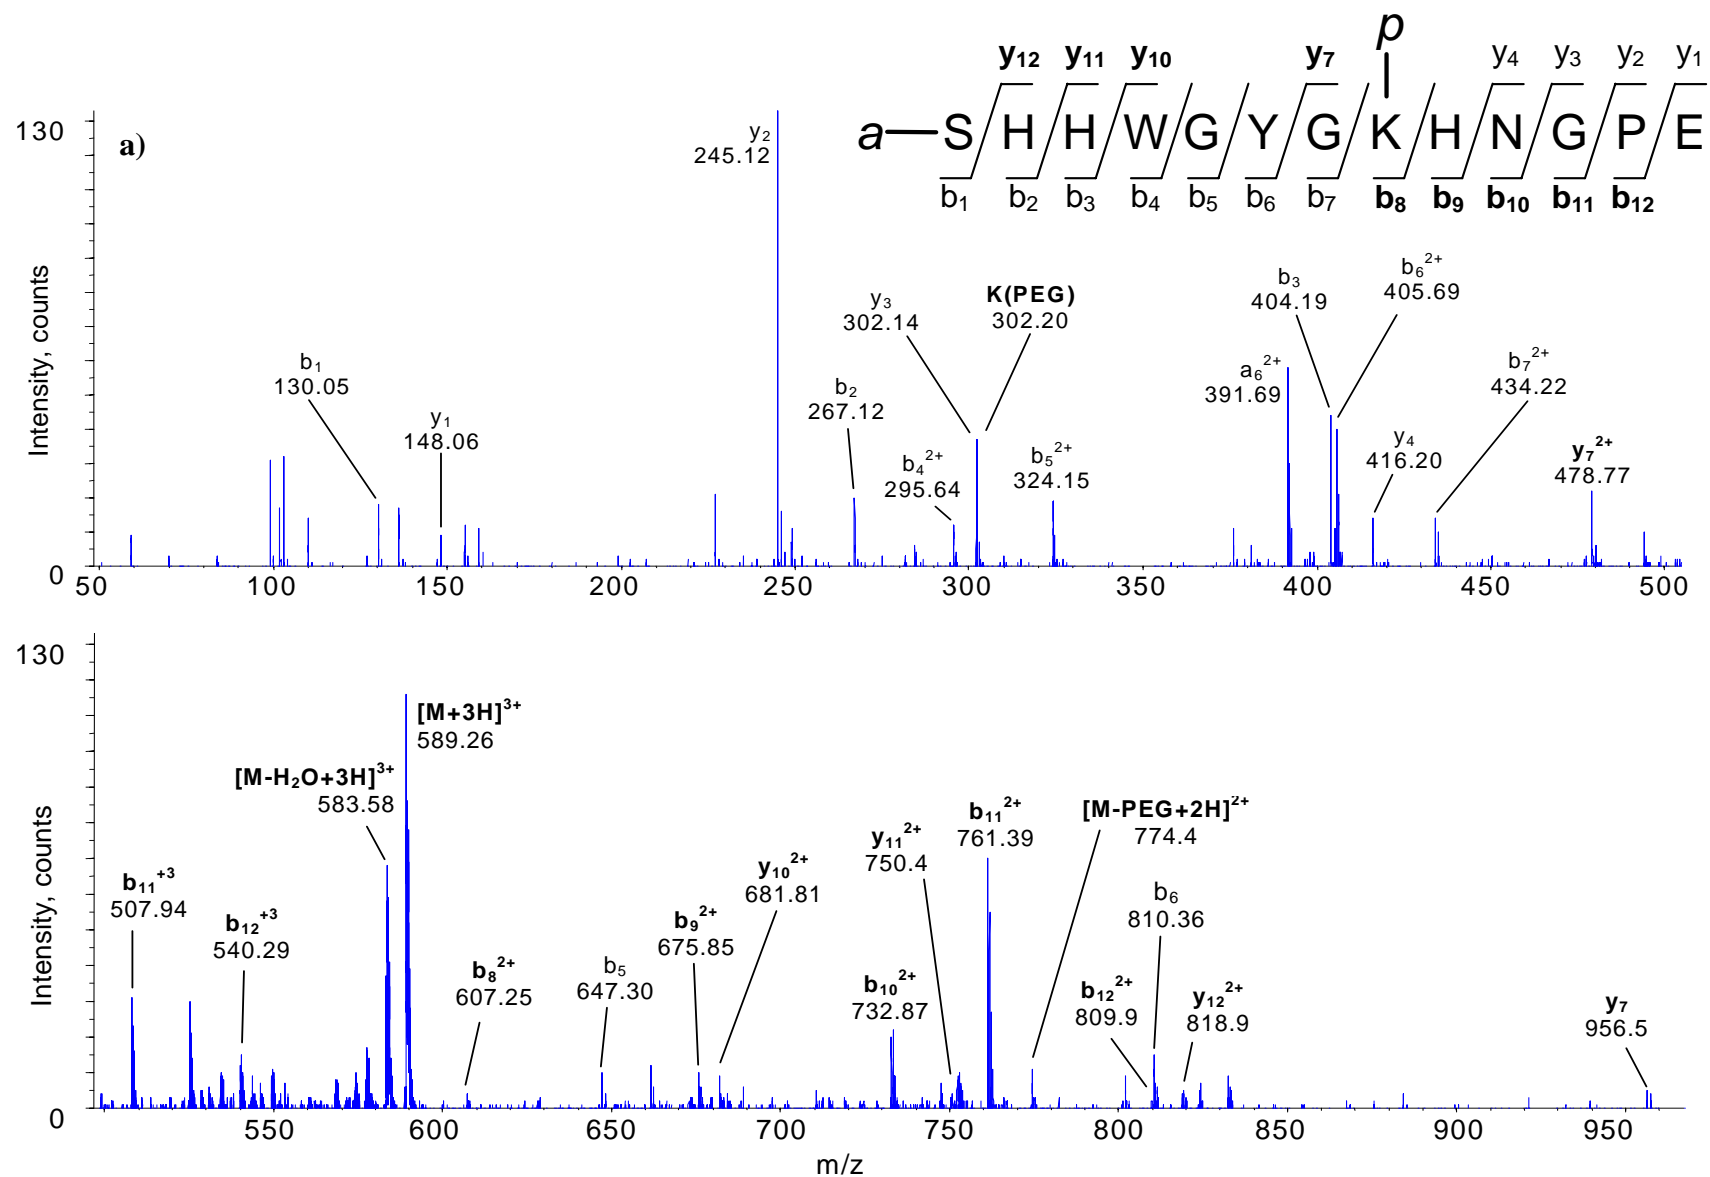 p
y12 y11 y10 y7 y4 y3 y2 y1
a S H H W G Y G K H N G P E
b1 b2 b3 b4 b5 b6 b7 b8 b9 b10 b11 b12
a)
130
Intensity, counts
0
y2
245.12
b1
130.05
y1
148.06
b2
267.12
y3
302.14
K(PEG)
302.20
b4 2+
295.64
b5 2+
324.15
a6 2+
391.69
b3
404.19
b6 2+
405.69
y4
416.20
b7 2+
434.22
y7 2+
478.77
50 100 150 200 250 300 350 400 450 500
130
Intensity, counts
0
b11 +3
507.94
b12 +3
540.29
[M-H2O+3H]3+
583.58
[M+3H]3+
589.26
b8 2+
607.25
b5
647.30
b9 2+
675.85
y10 2+
681.81
b10 2+
732.87
y11 2+
750.4
b11 2+
761.39
[M-PEG+2H]2+
774.4
b12 2+
809.9
b6
810.36
y12 2+
818.9
y7
956.5
550 600 650 700 750 800 850 900 950
m/z